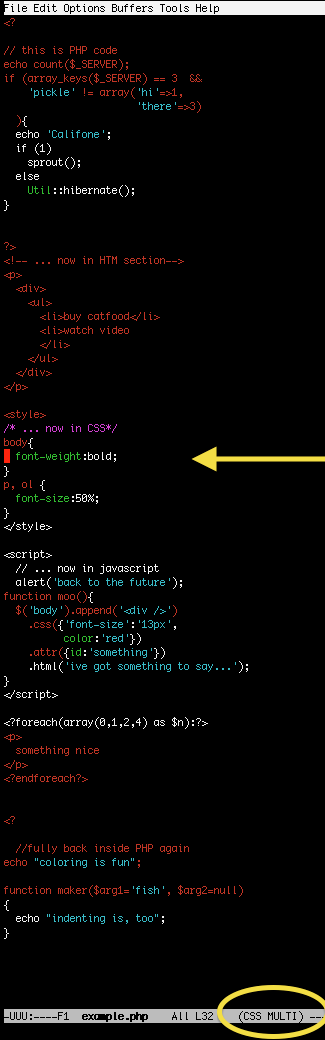 File Edit Options Buffers Tools Help
<?
// this is PHP code
echo count($_SERVER);
if (array_keys($_SERVER) == 3  &&
    'pickle' != array('hi'=>1,
                      'there'=>3)
  ){
  echo 'Califone';
  if (1)
    sprout();
  else
    Util::hibernate();
}
?>
<!-- ... now in HTM section-->
<p>
  <div>
    <ul>
      <li>buy catfood</li>
      <li>watch video
      </li>
    </ul>
  </div>
</p>
<style>
/* ... now in CSS*/
body{
  font-weight:bold;
}
p, ol {
  font-size:50%;
}
</style>
<script>
  // ... now in javascript
  alert('back to the future');
function moo(){
  $('body').append('<div />')
    .css({'font-size':'13px',
          color:'red'})
    .attr({id:'something'})
    .html('ive got something to say...');
}
</script>
<?foreach(array(0,1,2,4) as $n):?>
<p>
  something nice
</p>
<?endforeach?>
<?
  //fully back inside PHP again
echo "coloring is fun";
function maker($arg1='fish', $arg2=null)
{
  echo "indenting is, too";
}
-UUU:----F1  example.php    All L32    (CSS MULTI) ---